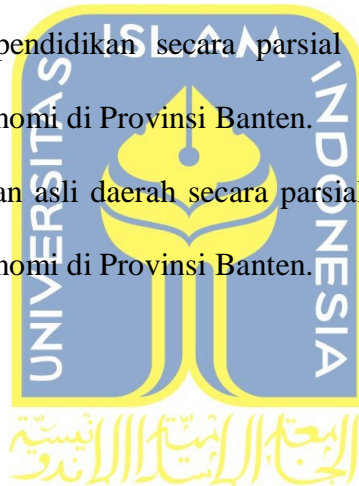 pendidikan secara parsial
ISLAM
UNIVERSITAS
INDONESIA
nomi di Provinsi Banten.
an asli daerah secara parsial
nomi di Provinsi Banten.